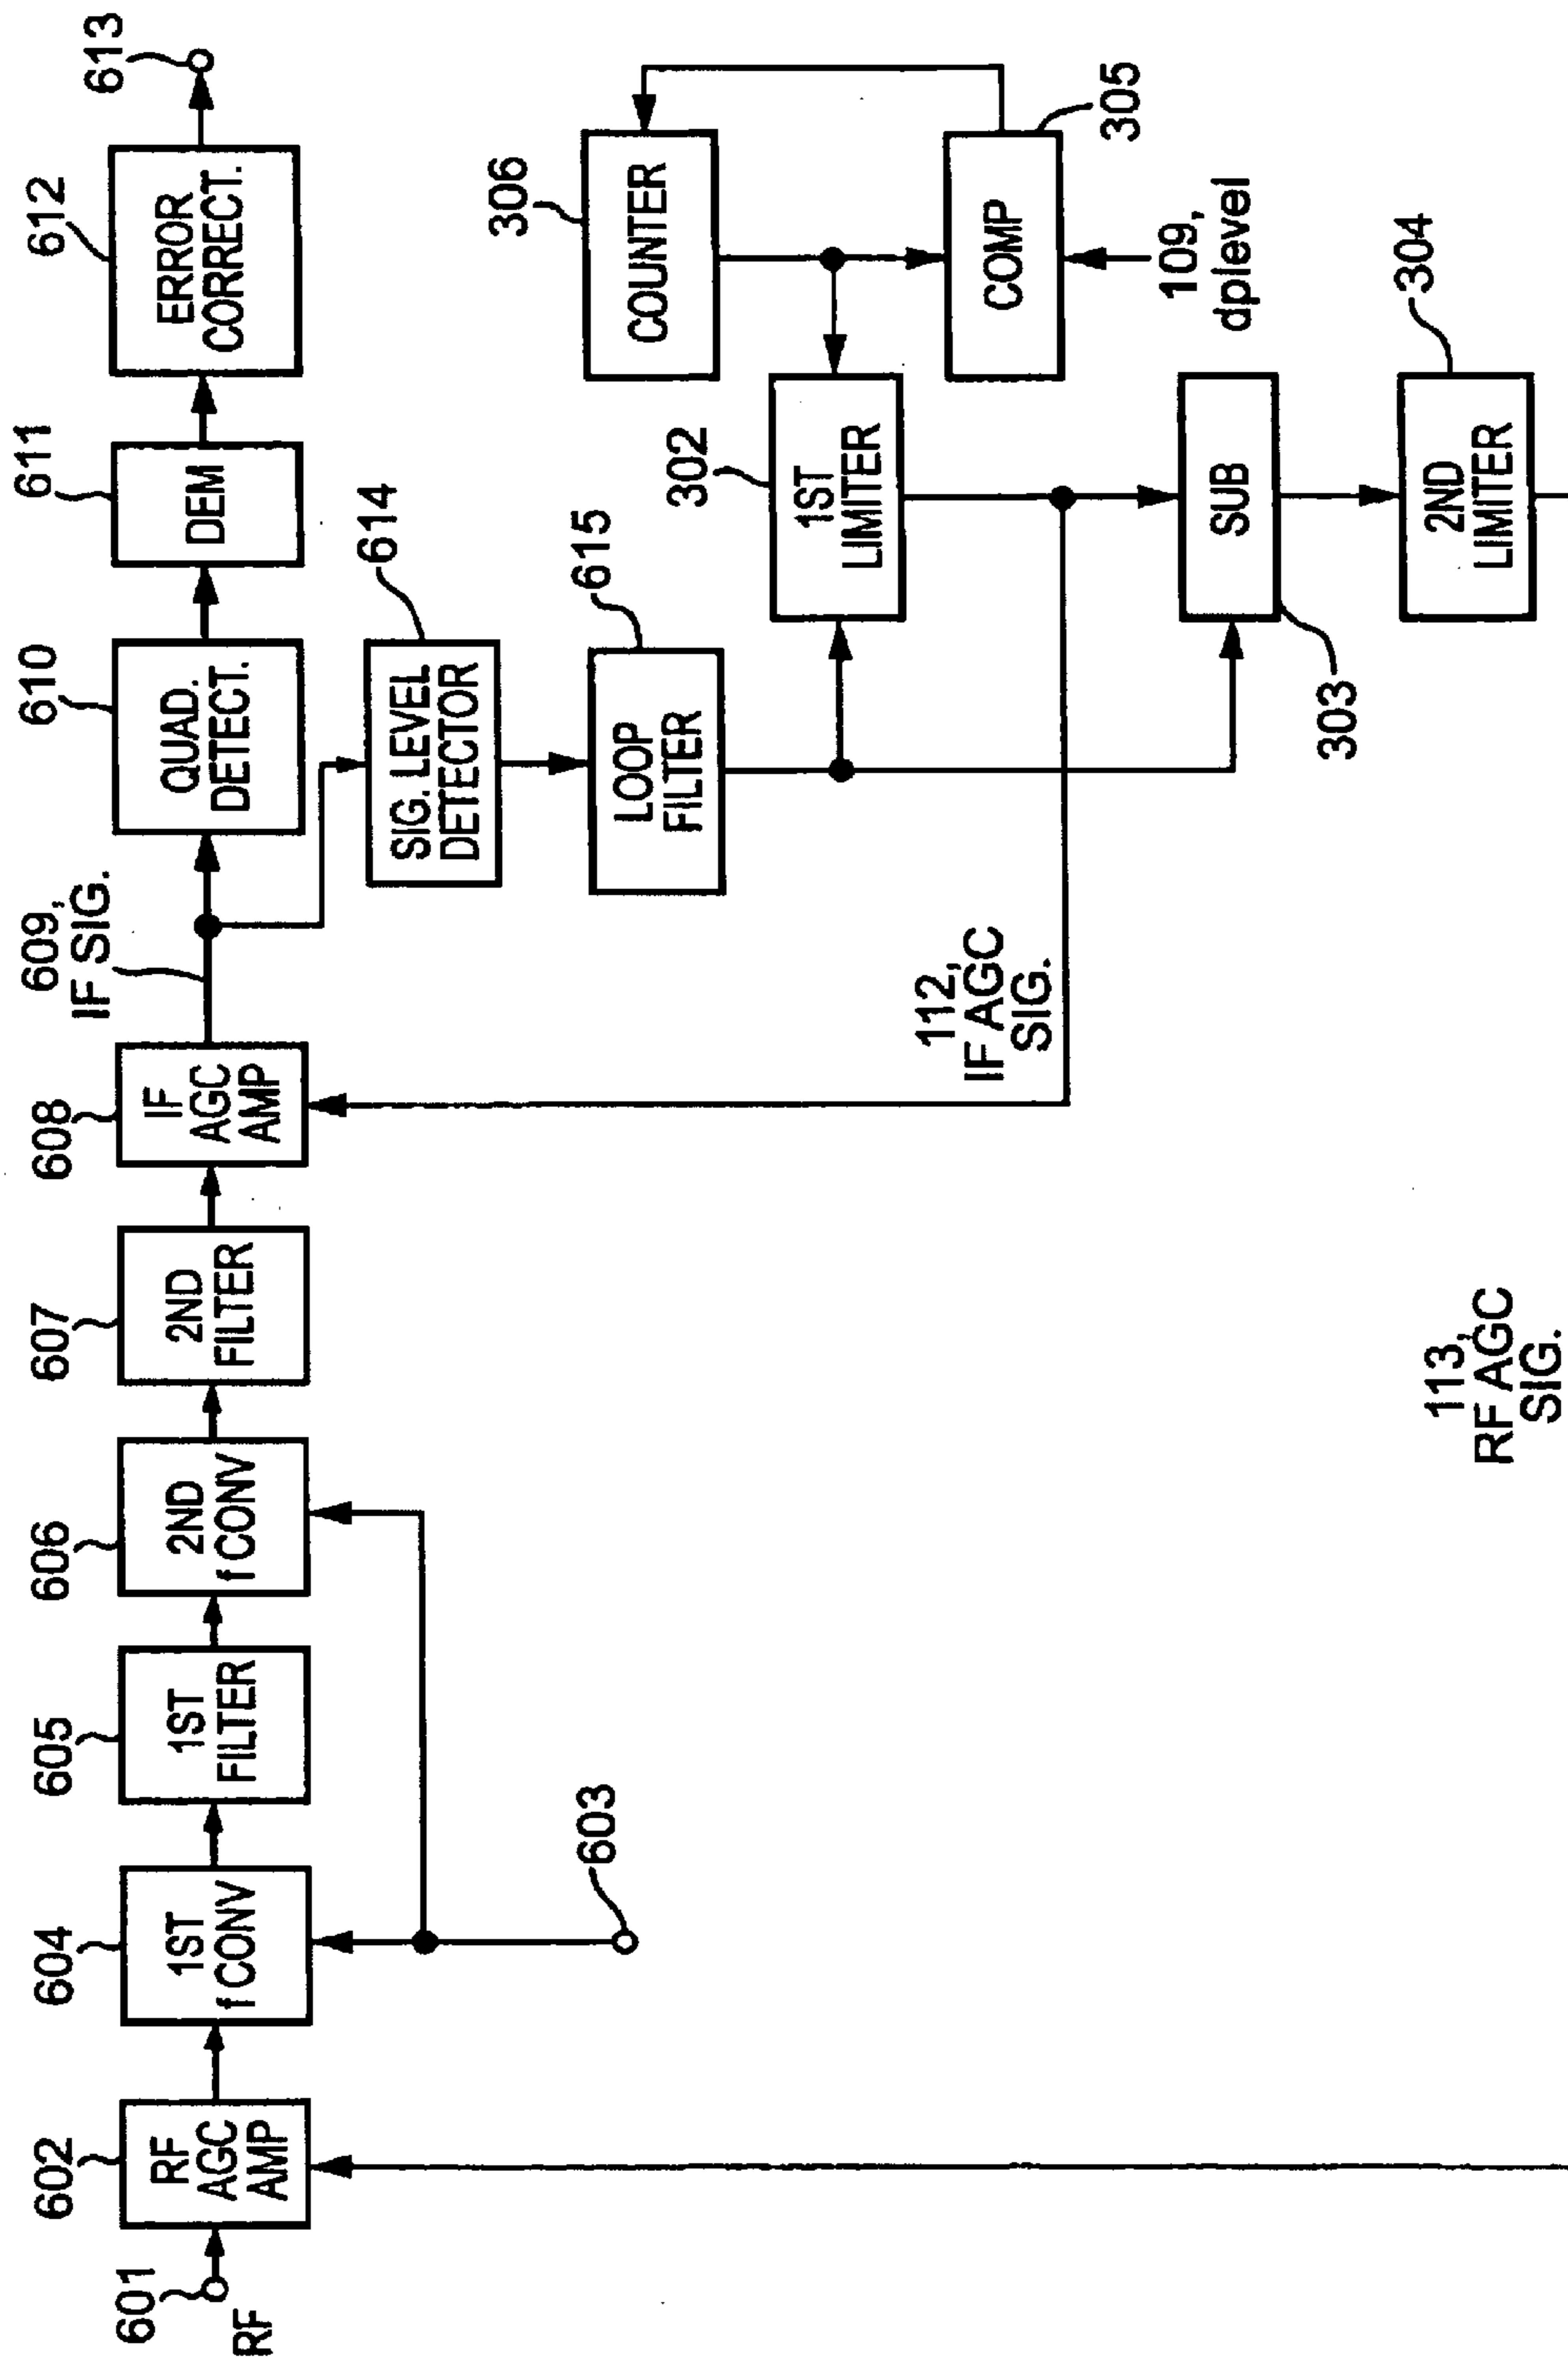 601
RF
602
RF
AGC
AMP
604
1ST
f CONV
603
605
1ST
FILTER
606
2ND
f CONV
607
2ND
FILTER
608
IF
AGC
AMP
609,
IF SIG.
610
QUAD.
DETECT.
611
DEM
612
ERROR
CORRECT.
613
614
SIG. LEVEL
DETECTOR
615
LOOP
FILTER
302
1ST
LIMITER
306
COUNTER
COMP
305
109,
dplevel
112,
IF AGC
SIG.
SUB
303
304
2ND
LIMITER
113,
RF AGC
SIG.